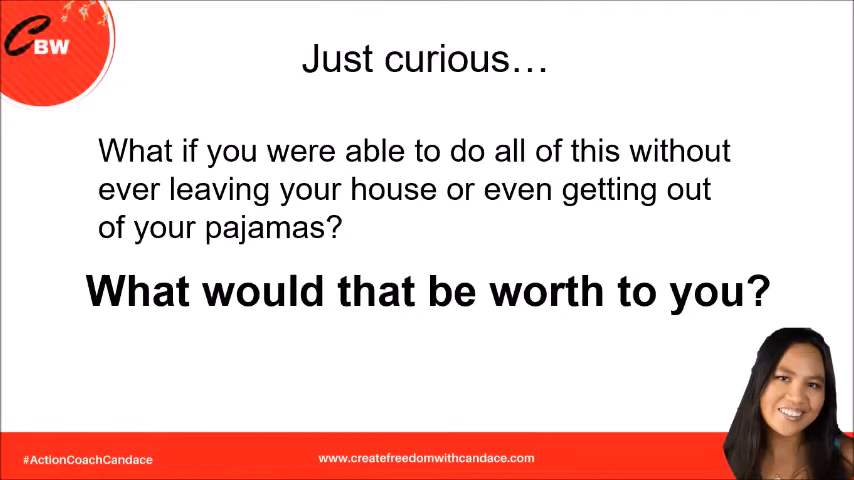 CBW
Just curious…
What if you were able to do all of this without
ever leaving your house or even getting out
of your pajamas?
What would that be worth to you?
#ActionCoachCandace
www.createfreedomwithcandace.com